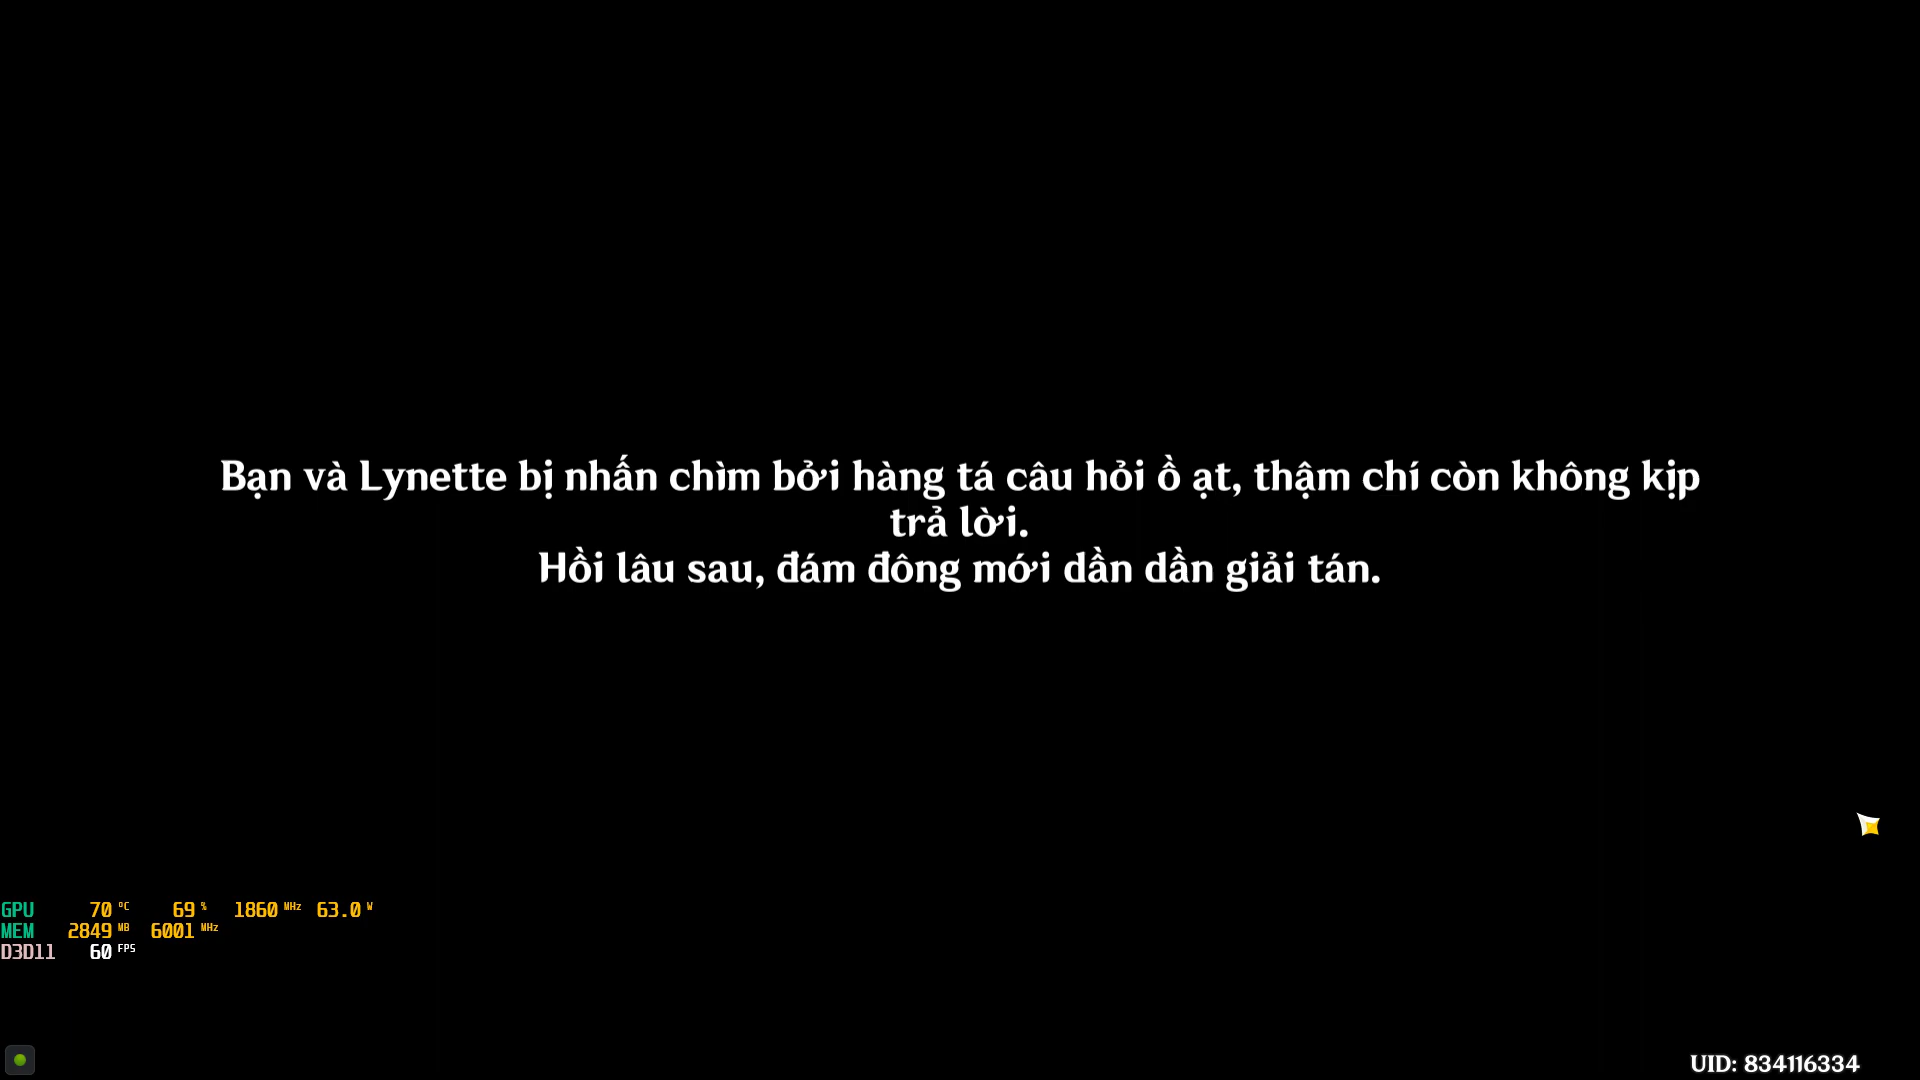 Bạn và Lynette bị nhấn chìm bởi hàng tá câu hỏi ồ ạt, thậm chí còn không kịp
trả lời.
Hồi lâu sau, đám đông mới dần dần giải tán.
GPU 70 °C 69 % 1860 MHz 63.0 W
MEM 2849 MB 6001 MHz
D3D11 60 FPS
UID: 834116334